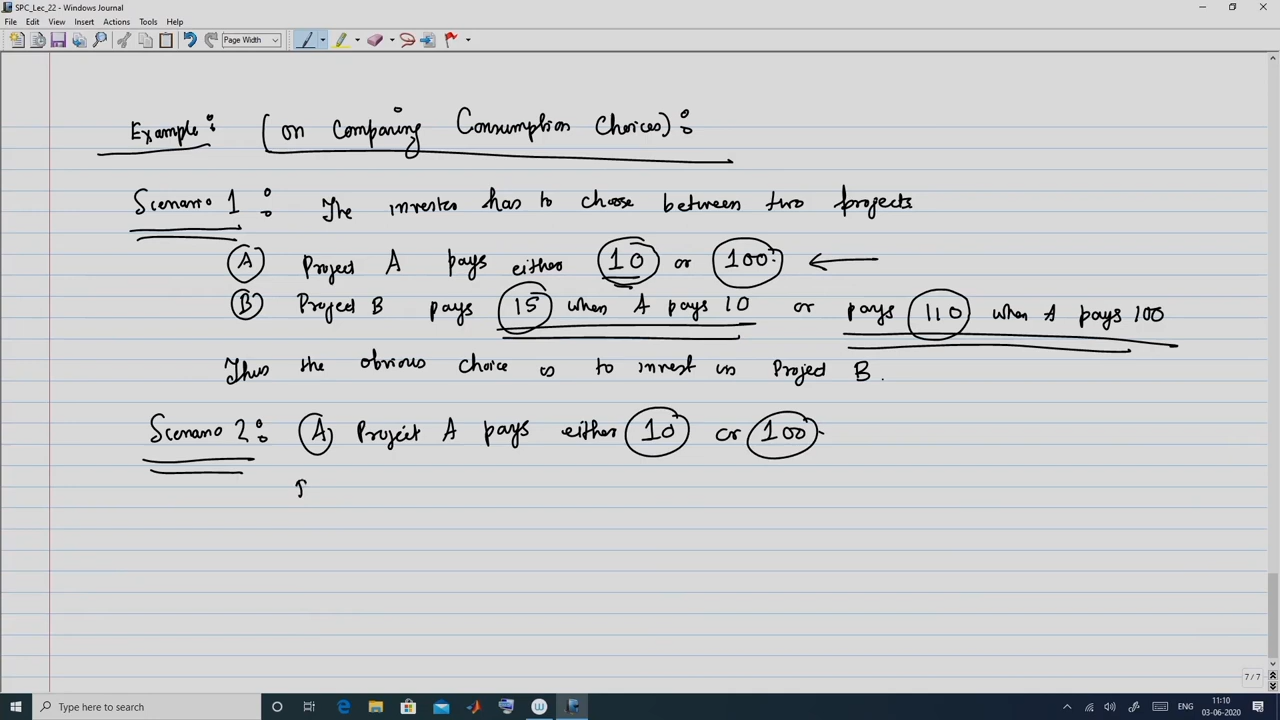 SPC_Lec_22 - Windows Journal
File Edit View Insert Actions Tools Help
Page Width
Example: (on Comparing Consumption Choices):
Scenario 1: The investor has to choose between two projects
(A) Project A pays either 10 or 100.
(B) Project B pays 15 when A pays 10 or pays 110 when A pays 100
Thus the obvious choice is to invest in Project B.
Scenario 2: (A) Project A pays either 10 or 100.
7 / 7
Type here to search
ENG
11:10
03-06-2020